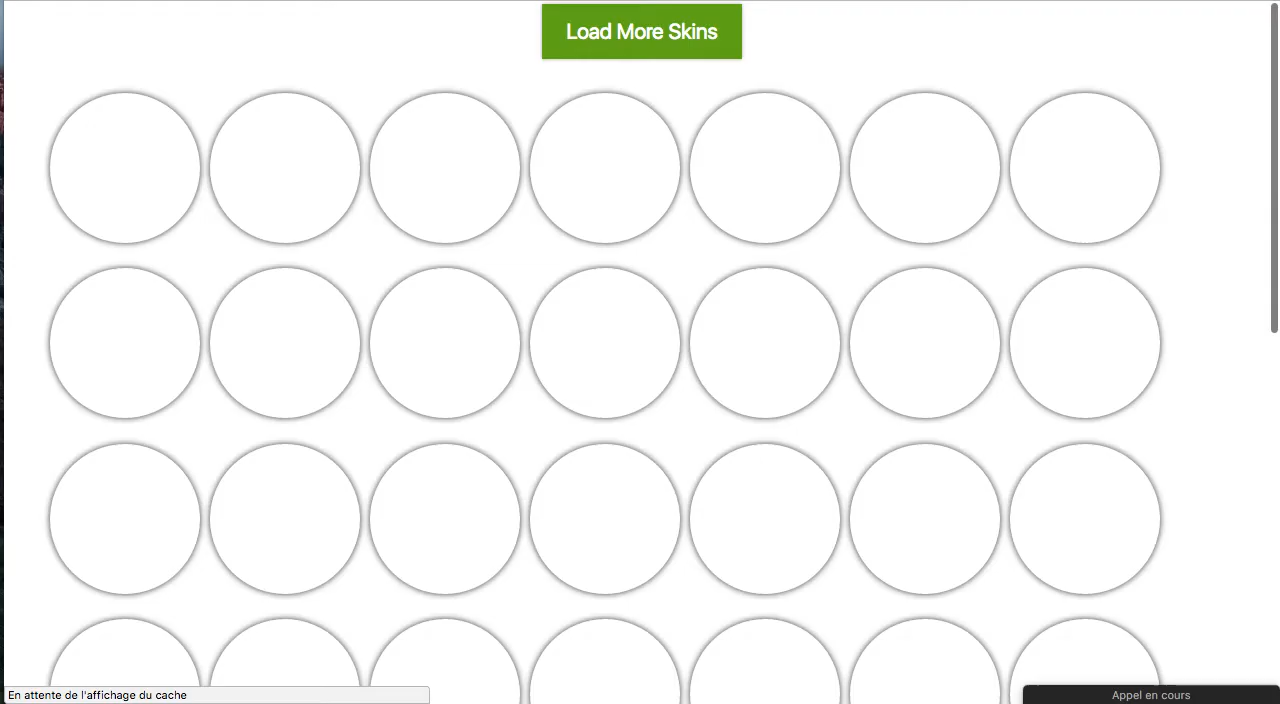 Load More Skins
En attente de l'affichage du cache
Appel en cours